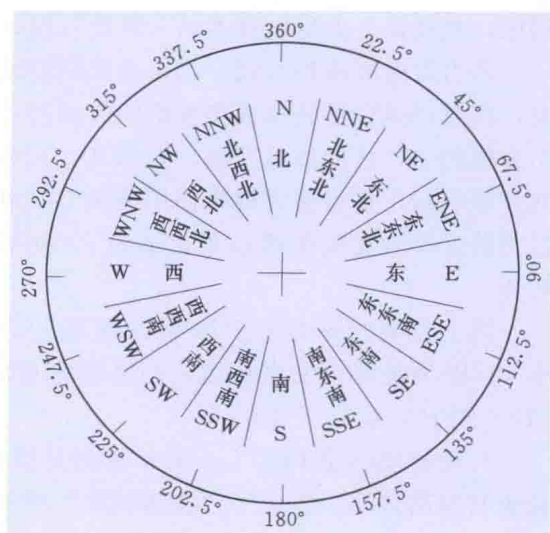 360°
22.5°
45°
67.5°
90°
112.5°
135°
157.5°
180°
202.5°
225°
247.5°
270°
292.5°
315°
337.5°
N
北
NNE
北东北
NE
东北
ENE
东东北
E
东
ESE
东东南
SE
东南
SSE
南东南
S
南
SSW
南西南
SW
西南
WSW
西西南
W
西
WNW
西西北
NW
西北
NNW
北西北